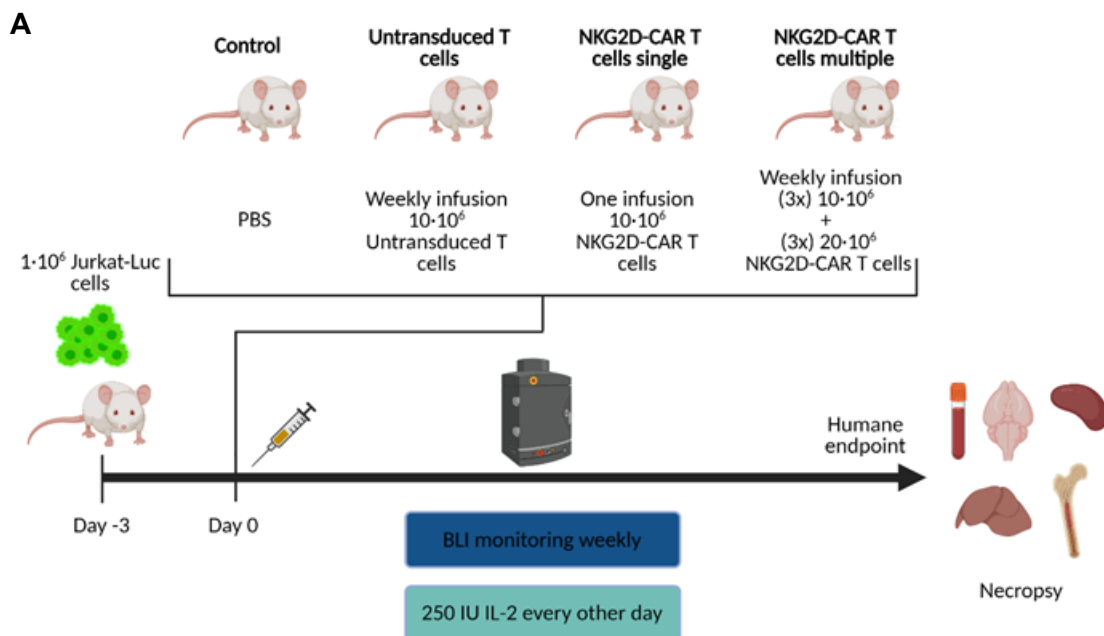 A
Control
Untransduced T
cells
NKG2D-CAR T
cells single
NKG2D-CAR T
cells multiple
PBS
Weekly infusion
10·10⁶
Untransduced T
cells
One infusion
10·10⁶
NKG2D-CAR T
cells
Weekly infusion
(3x) 10·10⁶
+
(3x) 20·10⁶
NKG2D-CAR T cells
1·10⁶ Jurkat-Luc
cells
Humane
endpoint
Day -3
Day 0
BLI monitoring weekly
250 IU IL-2 every other day
Necropsy